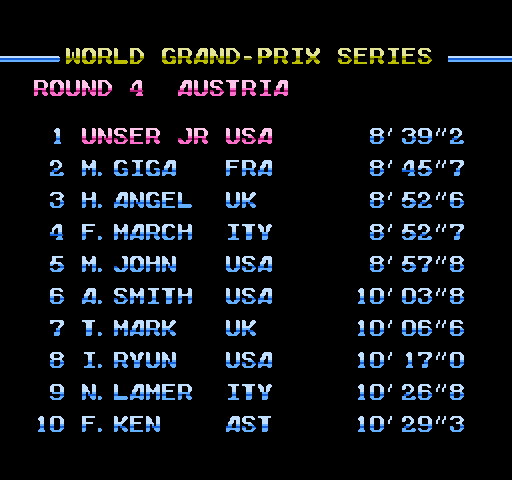 WORLD GRAND-PRIX SERIES
ROUND 4 AUSTRIA
1 UNSER JR USA 8'39"2
2 M. GIGA FRA 8'45"7
3 H. ANGEL UK 8'52"6
4 F. MARCH ITY 8'52"7
5 M. JOHN USA 8'57"8
6 A. SMITH USA 10'03"8
7 T. MARK UK 10'06"6
8 I. RYUN USA 10'17"0
9 N. LAMER ITY 10'26"8
10 F. KEN AST 10'29"3